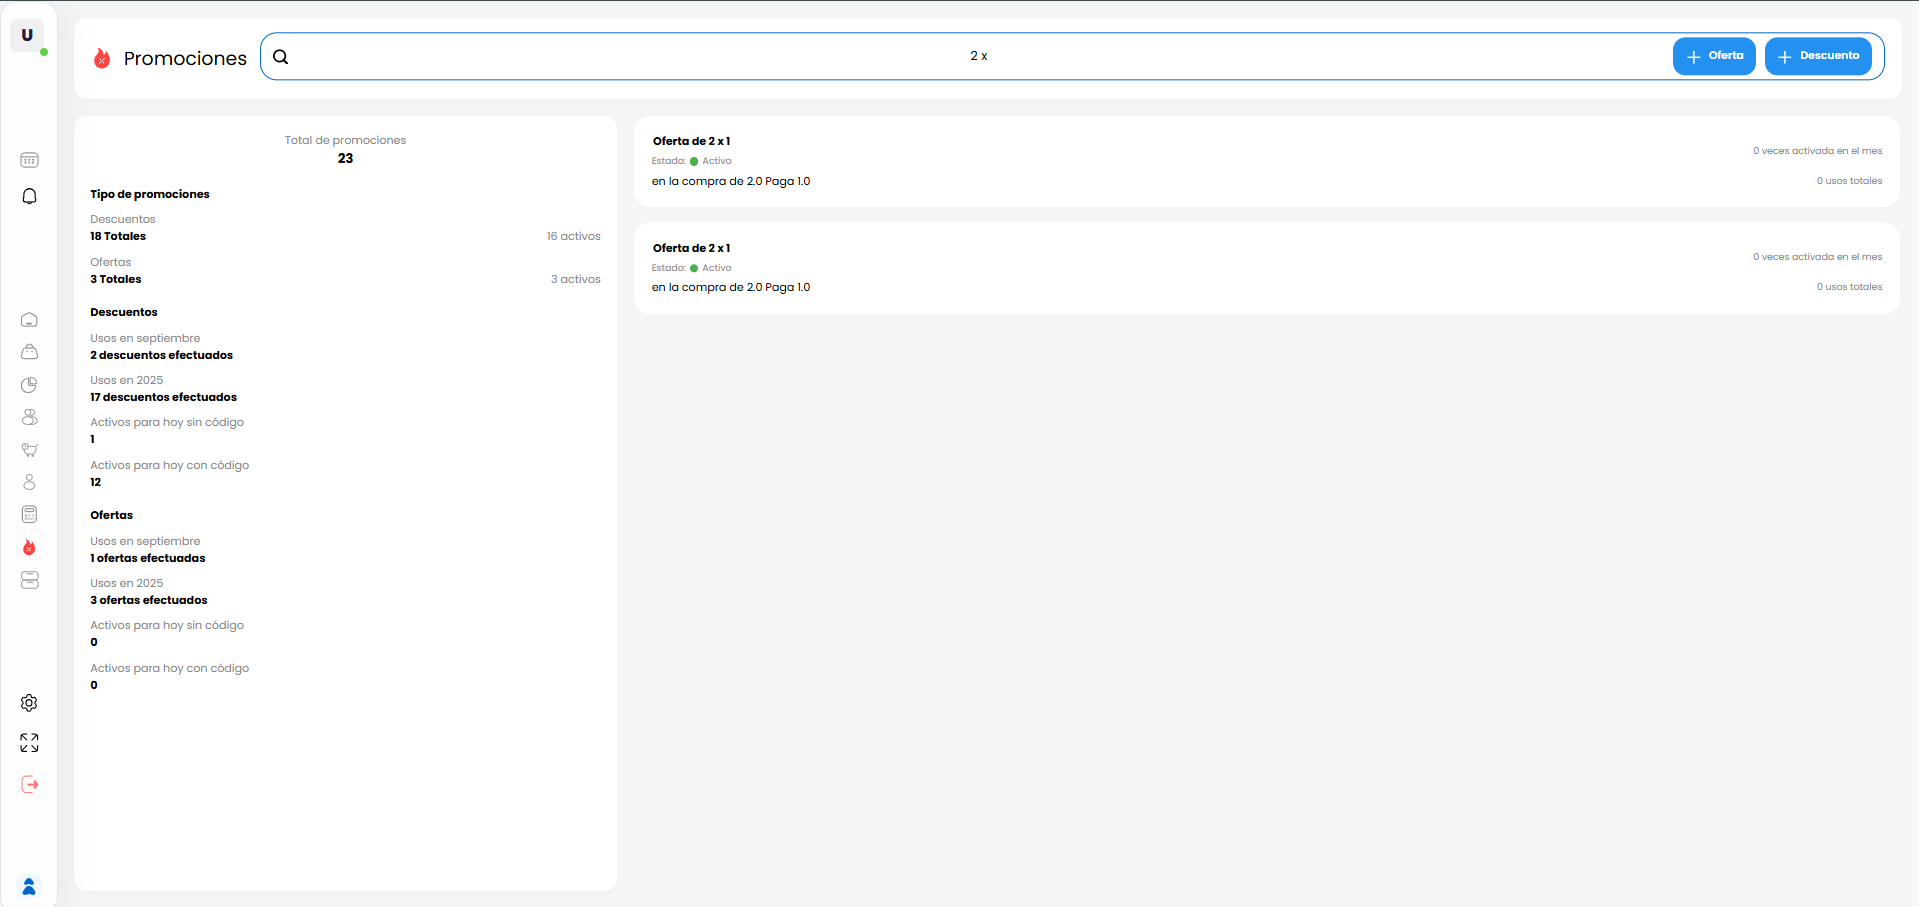 U
Promociones
2 x
Oferta
Descuento
Total de promociones
23
Tipo de promociones
Descuentos
18 Totales
16 activos
Ofertas
3 Totales
3 activos
Descuentos
Usos en septiembre
2 descuentos efectuados
Usos en 2025
17 descuentos efectuados
Activos para hoy sin código
1
Activos para hoy con código
12
Ofertas
Usos en septiembre
1 ofertas efectuadas
Usos en 2025
3 ofertas efectuados
Activos para hoy sin código
0
Activos para hoy con código
0
Oferta de 2 x 1
Estado: Activo
en la compra de 2.0 Paga 1.0
0 veces activada en el mes
0 usos totales
Oferta de 2 x 1
Estado: Activo
en la compra de 2.0 Paga 1.0
0 veces activada en el mes
0 usos totales